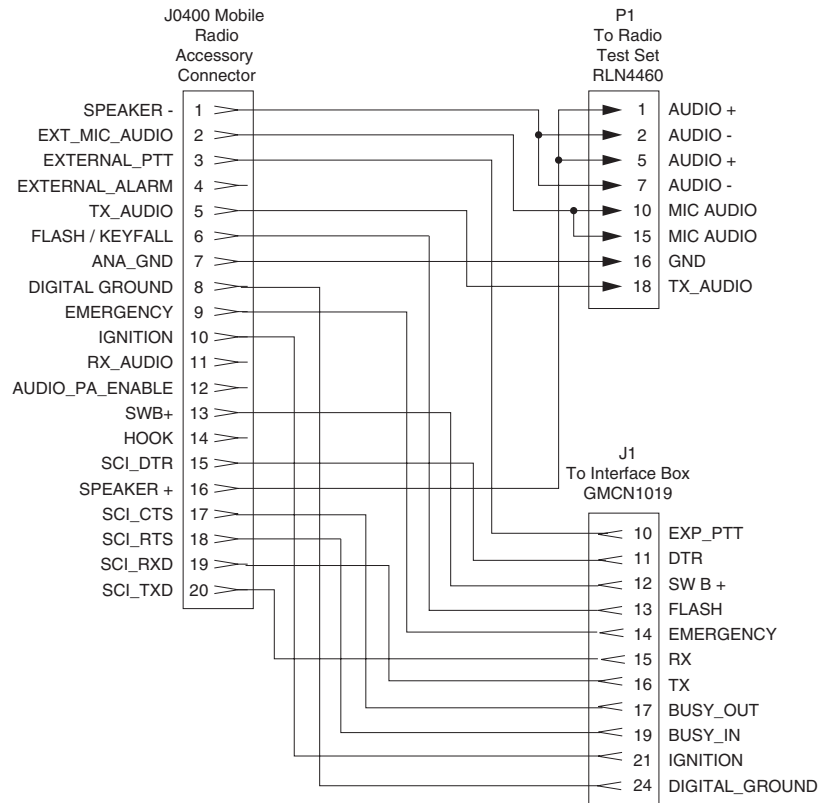 J0400 Mobile
Radio
Accessory
Connector
SPEAKER - 1
EXT_MIC_AUDIO 2
EXTERNAL_PTT 3
EXTERNAL_ALARM 4
TX_AUDIO 5
FLASH / KEYFALL 6
ANA_GND 7
DIGITAL GROUND 8
EMERGENCY 9
IGNITION 10
RX_AUDIO 11
AUDIO_PA_ENABLE 12
SWB+ 13
HOOK 14
SCI_DTR 15
SPEAKER + 16
SCI_CTS 17
SCI_RTS 18
SCI_RXD 19
SCI_TXD 20
P1
To Radio
Test Set
RLN4460
1 AUDIO +
2 AUDIO -
5 AUDIO +
7 AUDIO -
10 MIC AUDIO
15 MIC AUDIO
16 GND
18 TX_AUDIO
J1
To Interface Box
GMCN1019
10 EXP_PTT
11 DTR
12 SW B +
13 FLASH
14 EMERGENCY
15 RX
16 TX
17 BUSY_OUT
19 BUSY_IN
21 IGNITION
24 DIGITAL_GROUND